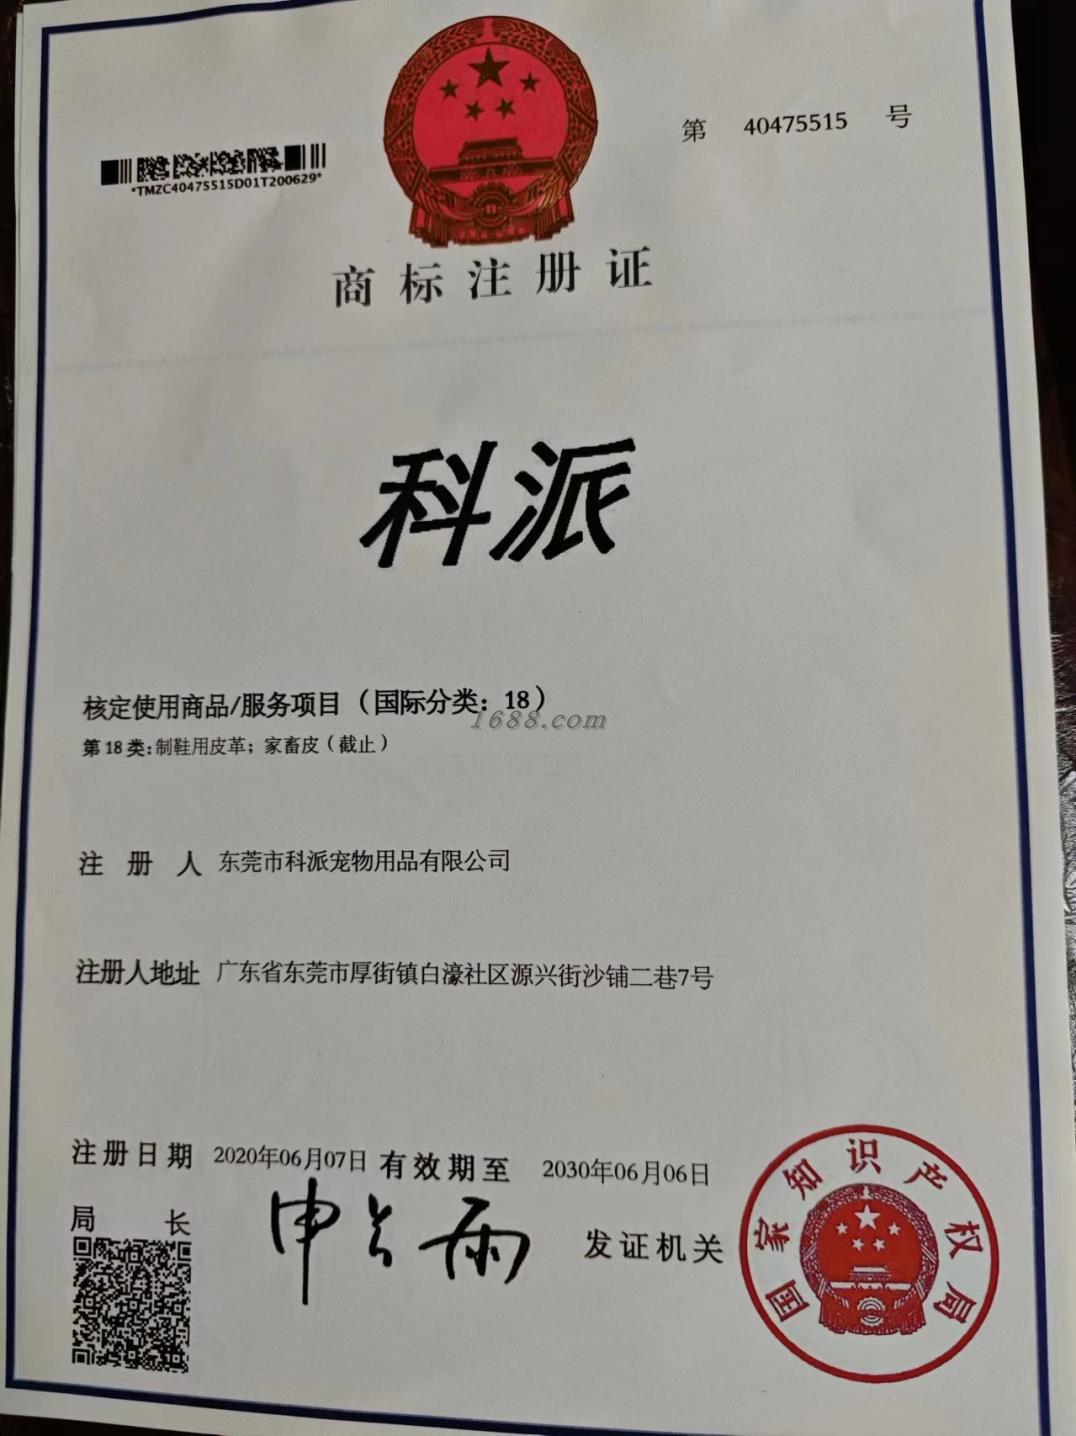 第 40475515 号
*TMZC40475515D01T200629*
商标注册证
科派
核定使用商品/服务项目（国际分类：18）
1688.com
第18类：制鞋用皮革；家畜皮（截止）
注册人 东莞市科派宠物用品有限公司
注册人地址 广东省东莞市厚街镇白濠社区源兴街沙铺二巷7号
注册日期 2020年06月07日 有效期至 2030年06月06日
局长 申长雨 发证机关
国家知识产权局